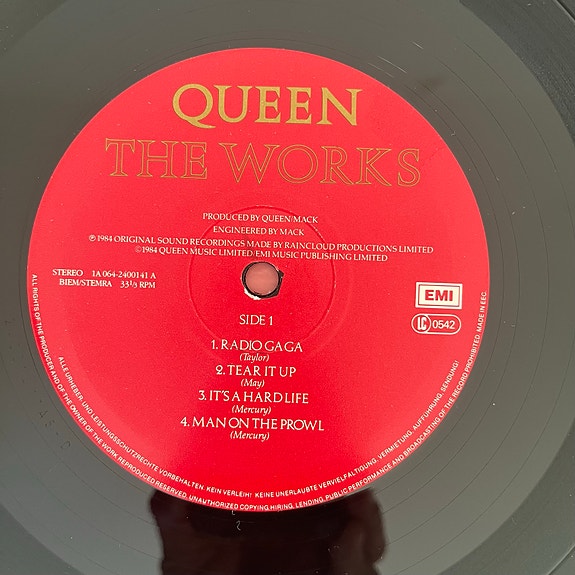 QUEEN
THE WORKS
PRODUCED BY QUEEN/MACK
ENGINEERED BY MACK
℗1984 ORIGINAL SOUND RECORDINGS MADE BY RAINCLOUD PRODUCTIONS LIMITED
©1984 QUEEN MUSIC LIMITED/EMI MUSIC PUBLISHING LIMITED
STEREO 1A 064-2400141 A
BIEM/STEMRA 33⅓ RPM
EMI
LC 0542
SIDE 1
1. RADIO GA GA
(Taylor)
2. TEAR IT UP
(May)
3. IT'S A HARD LIFE
(Mercury)
4. MAN ON THE PROWL
(Mercury)
ALLE URHEBER UND LEISTUNGSSCHUTZRECHTE VORBEHALTEN. KEIN VERLEIH! KEINE UNERLAUBTE VERVIELFALTIGUNG, VERMIETUNG, AUFFUHRUNG, SENDUNG!
ALL RIGHTS OF THE PRODUCER AND OF THE OWNER OF THE WORK REPRODUCED RESERVED. UNAUTHORIZED COPYING, HIRING, LENDING, PUBLIC PERFORMANCE AND BROADCASTING OF THE RECORD PROHIBITED. MADE IN EEC.